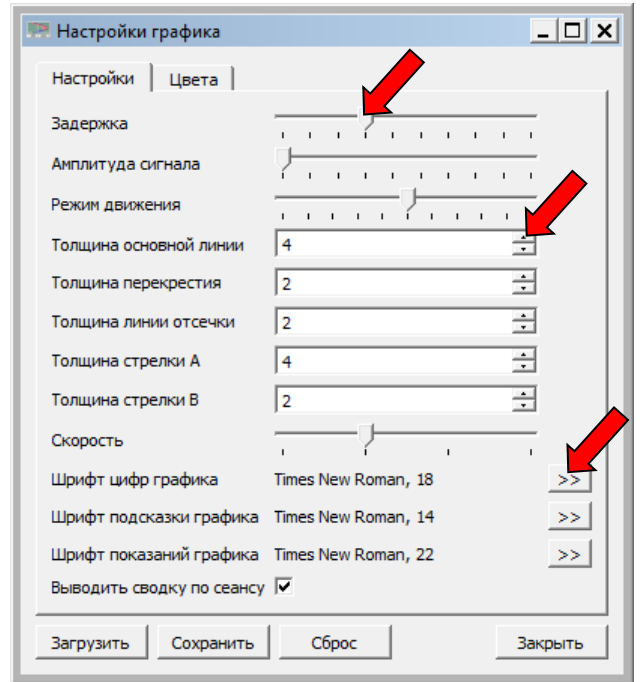 Настройки графика
Настройки Цвета
Задержка
Амплитуда сигнала
Режим движения
Толщина основной линии 4
Толщина перекрестия 2
Толщина линии отсечки 2
Толщина стрелки А 4
Толщина стрелки В 2
Скорость
Шрифт цифр графика Times New Roman, 18 >>
Шрифт подсказки графика Times New Roman, 14 >>
Шрифт показаний графика Times New Roman, 22 >>
Выводить сводку по сеансу
Загрузить Сохранить Сброс Закрыть